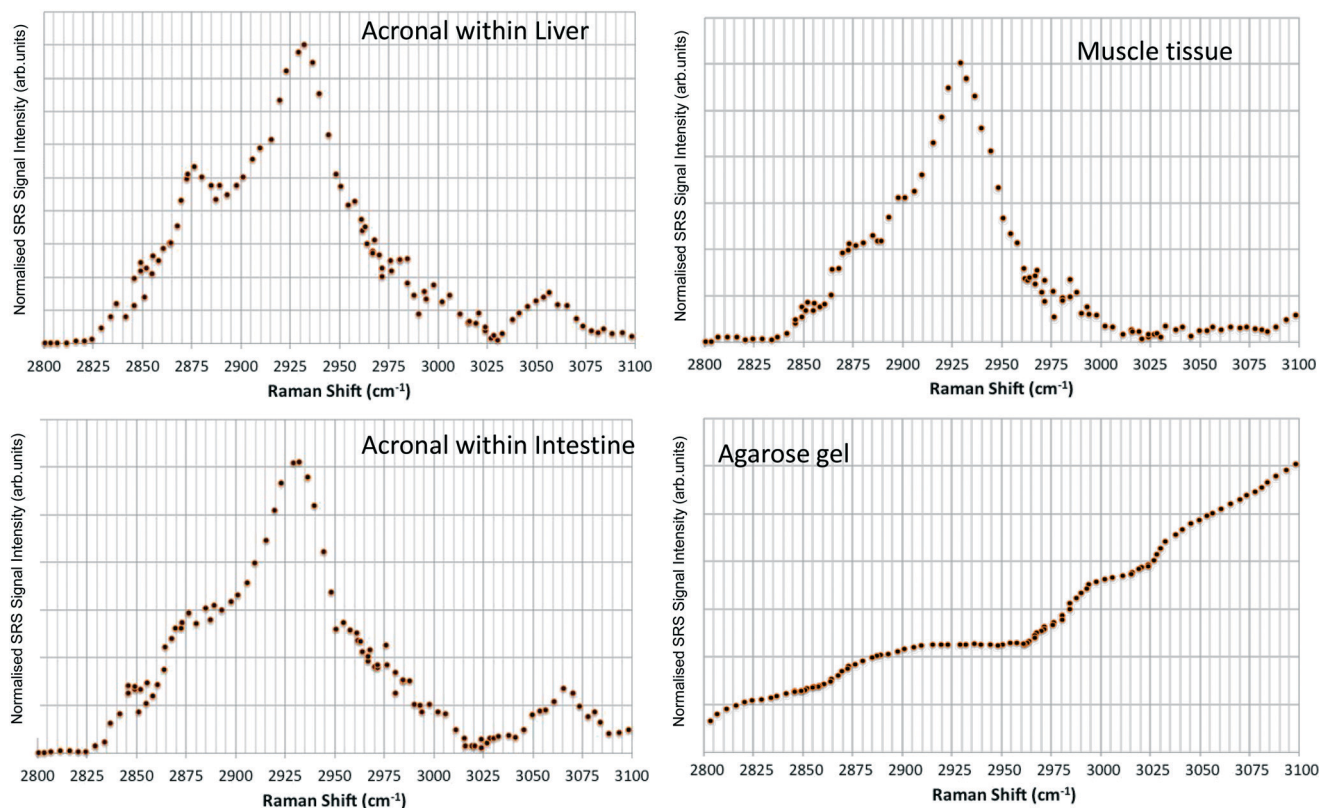 Acronal within Liver
Normalised SRS Signal Intensity (arb.units)
2800 2825 2850 2875 2900 2925 2950 2975 3000 3025 3050 3075 3100
Raman Shift (cm⁻¹)
Muscle tissue
Normalised SRS Signal Intensity (arb.units)
2800 2825 2850 2875 2900 2925 2950 2975 3000 3025 3050 3075 3100
Raman Shift (cm⁻¹)
Acronal within Intestine
Normalised SRS Signal Intensity (arb.units)
2800 2825 2850 2875 2900 2925 2950 2975 3000 3025 3050 3075 3100
Raman Shift (cm⁻¹)
Agarose gel
Normalised SRS Signal Intensity (arb.units)
2800 2825 2850 2875 2900 2925 2950 2975 3000 3025 3050 3075 3100
Raman Shift (cm⁻¹)